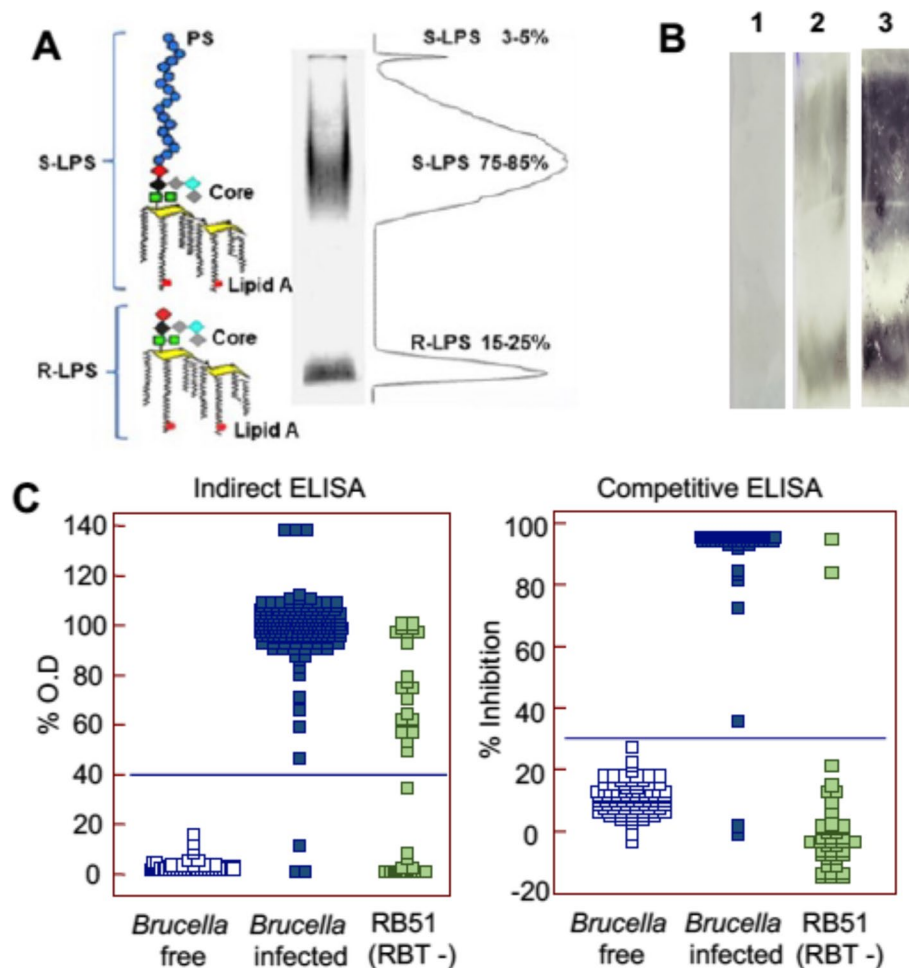 A
PS
S-LPS
Core
Lipid A
R-LPS
Core
Lipid A
S-LPS 3-5%
S-LPS 75-85%
R-LPS 15-25%
B
1 2 3
C
Indirect ELISA
% O.D
140
120
100
80
60
40
20
0
Brucella free
Brucella infected
RB51 (RBT -)
Competitive ELISA
% Inhibition
100
80
60
40
20
0
-20
Brucella free
Brucella infected
RB51 (RBT -)